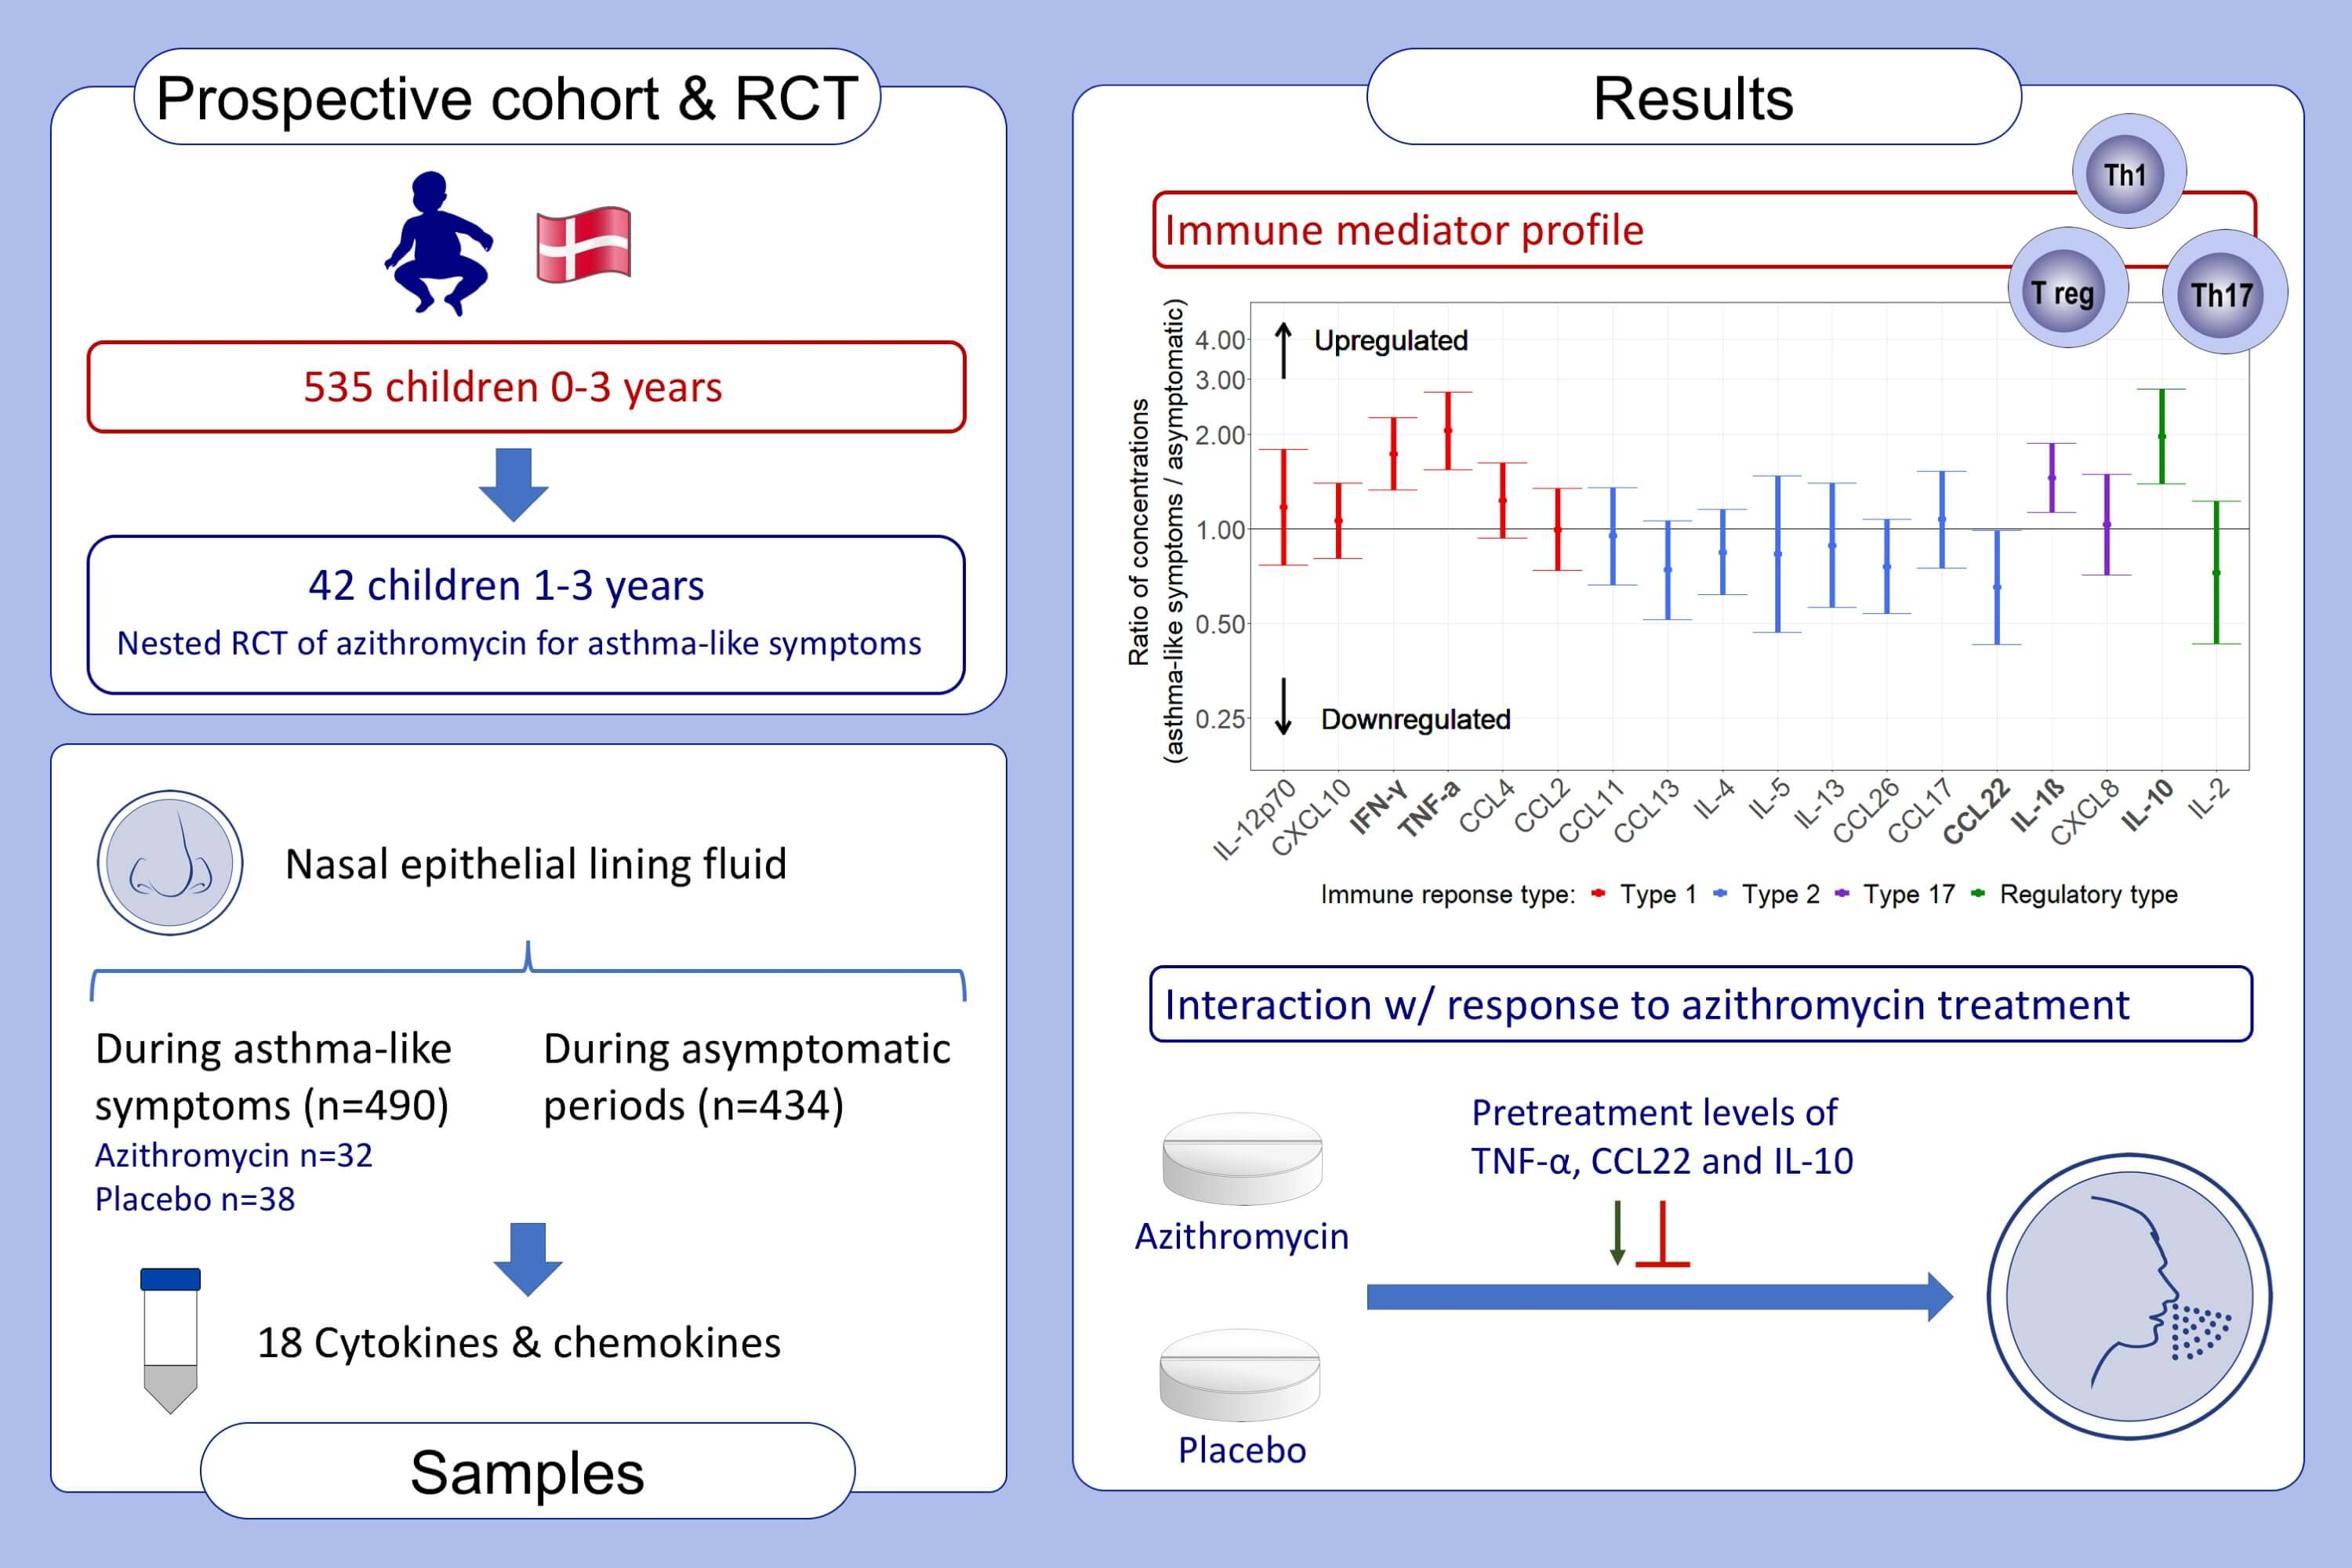 Prospective cohort & RCT
535 children 0-3 years
42 children 1-3 years
Nested RCT of azithromycin for asthma-like symptoms
Nasal epithelial lining fluid
During asthma-like
symptoms (n=490)
Azithromycin n=32
Placebo n=38
During asymptomatic
periods (n=434)
18 Cytokines & chemokines
Samples
Results
Th1
T reg
Th17
Immune mediator profile
Ratio of concentrations
(asthma-like symptoms / asymptomatic)
4.00
3.00
2.00
1.00
0.50
0.25
Upregulated
Downregulated
IL-12p70
CXCL10
IFN-γ
TNF-a
CCL4
CCL2
CCL11
CCL13
IL-4
IL-5
IL-13
CCL26
CCL17
CCL22
IL-1ß
CXCL8
IL-10
IL-2
Immune reponse type: Type 1 Type 2 Type 17 Regulatory type
Interaction w/ response to azithromycin treatment
Pretreatment levels of
TNF-α, CCL22 and IL-10
Azithromycin
Placebo